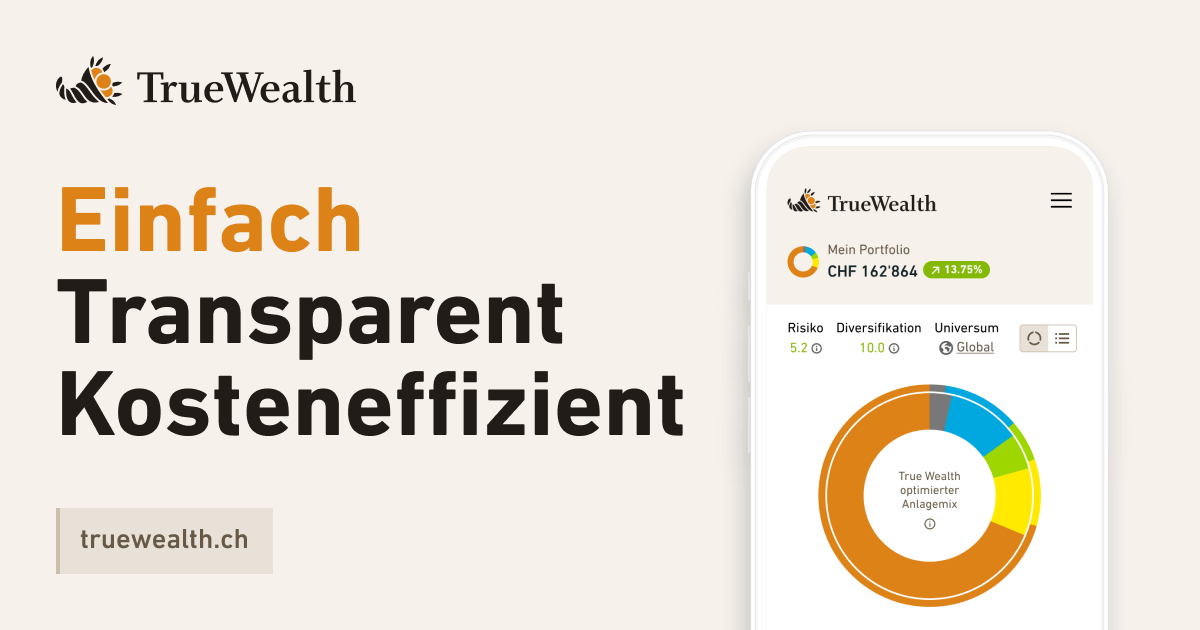 TrueWealth
Einfach
Transparent
Kosteneffizient
truewealth.ch
TrueWealth
Mein Portfolio
CHF 162'864 13.75%
Risiko Diversifikation Universum
5.2 10.0 Global
True Wealth
optimierter
Anlagemix